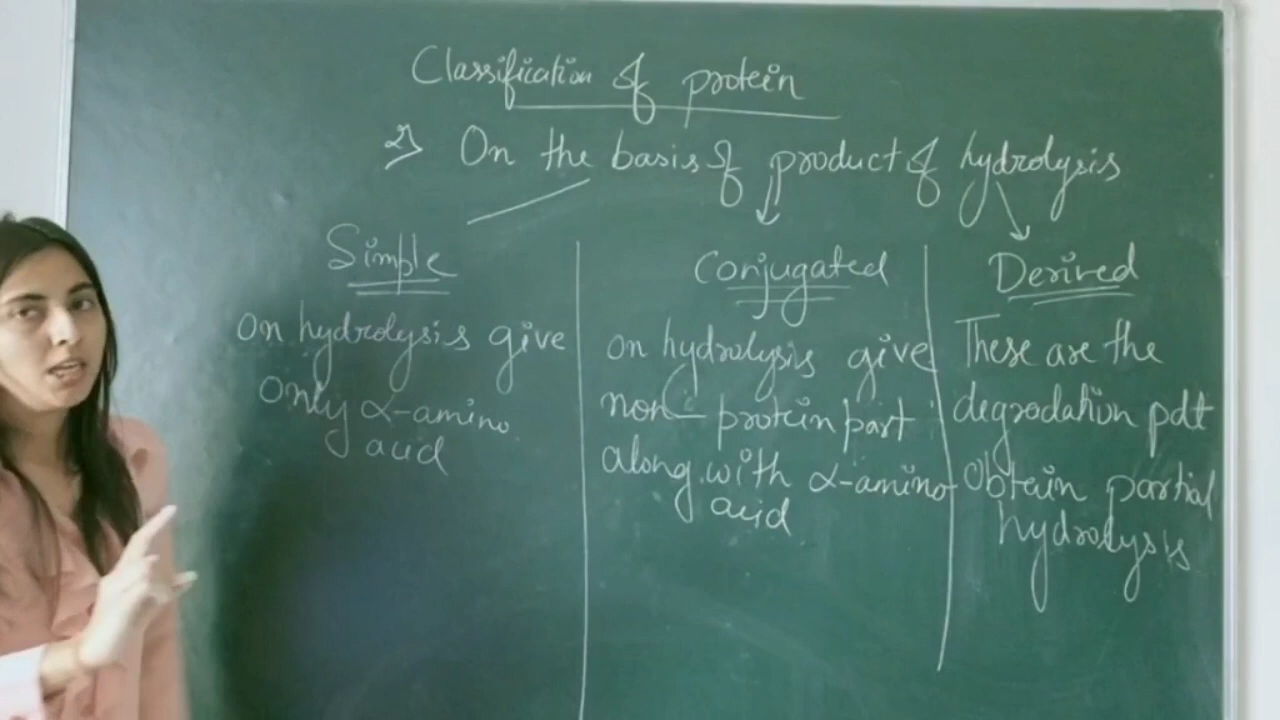 Classification of protein
2) On the basis of product of hydrolysis
Simple
On hydrolysis give
Only α-amino
acid
Conjugated
on hydrolysis give
non-protein part
along with α-amino
acid
Derived
These are the
degradation pdt
Obtain partial
hydrolysis